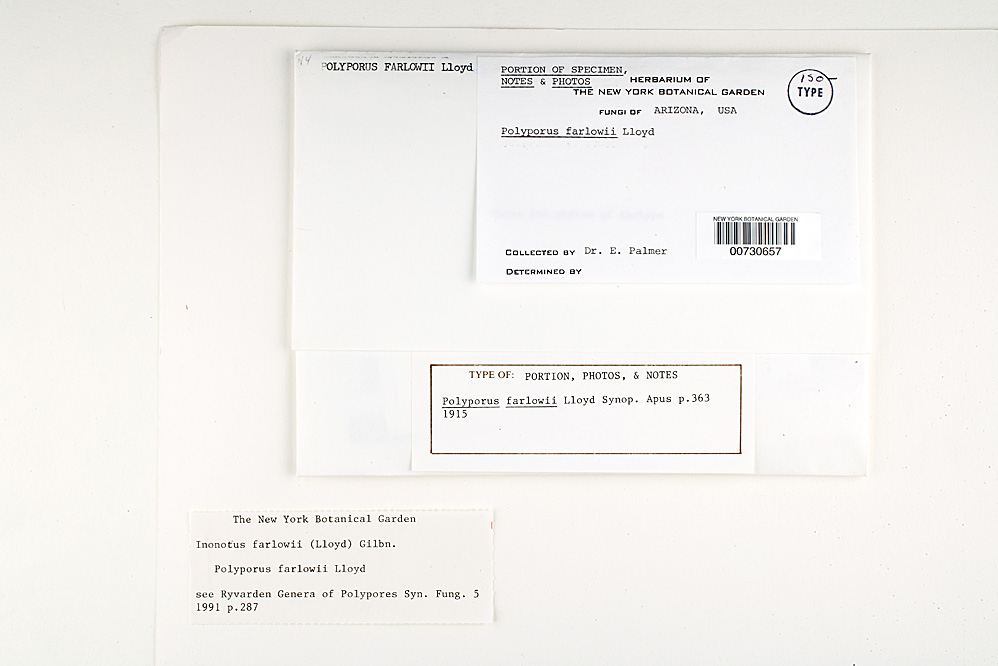 POLYPORUS FARLOWII Lloyd
PORTION OF SPECIMEN,
NOTES & PHOTOS
HERBARIUM OF
THE NEW YORK BOTANICAL GARDEN
FUNGI OF ARIZONA, USA
Polyporus farlowii Lloyd
TYPE
NEW YORK BOTANICAL GARDEN
00730657
COLLECTED BY Dr. E. Palmer
DETERMINED BY
TYPE OF: PORTION, PHOTOS, & NOTES
Polyporus farlowii Lloyd Synop. Apus p.363
1915
The New York Botanical Garden
Inonotus farlowii (Lloyd) Gilbn.
Polyporus farlowii Lloyd
see Ryvarden Genera of Polypores Syn. Fung. 5
1991 p.287